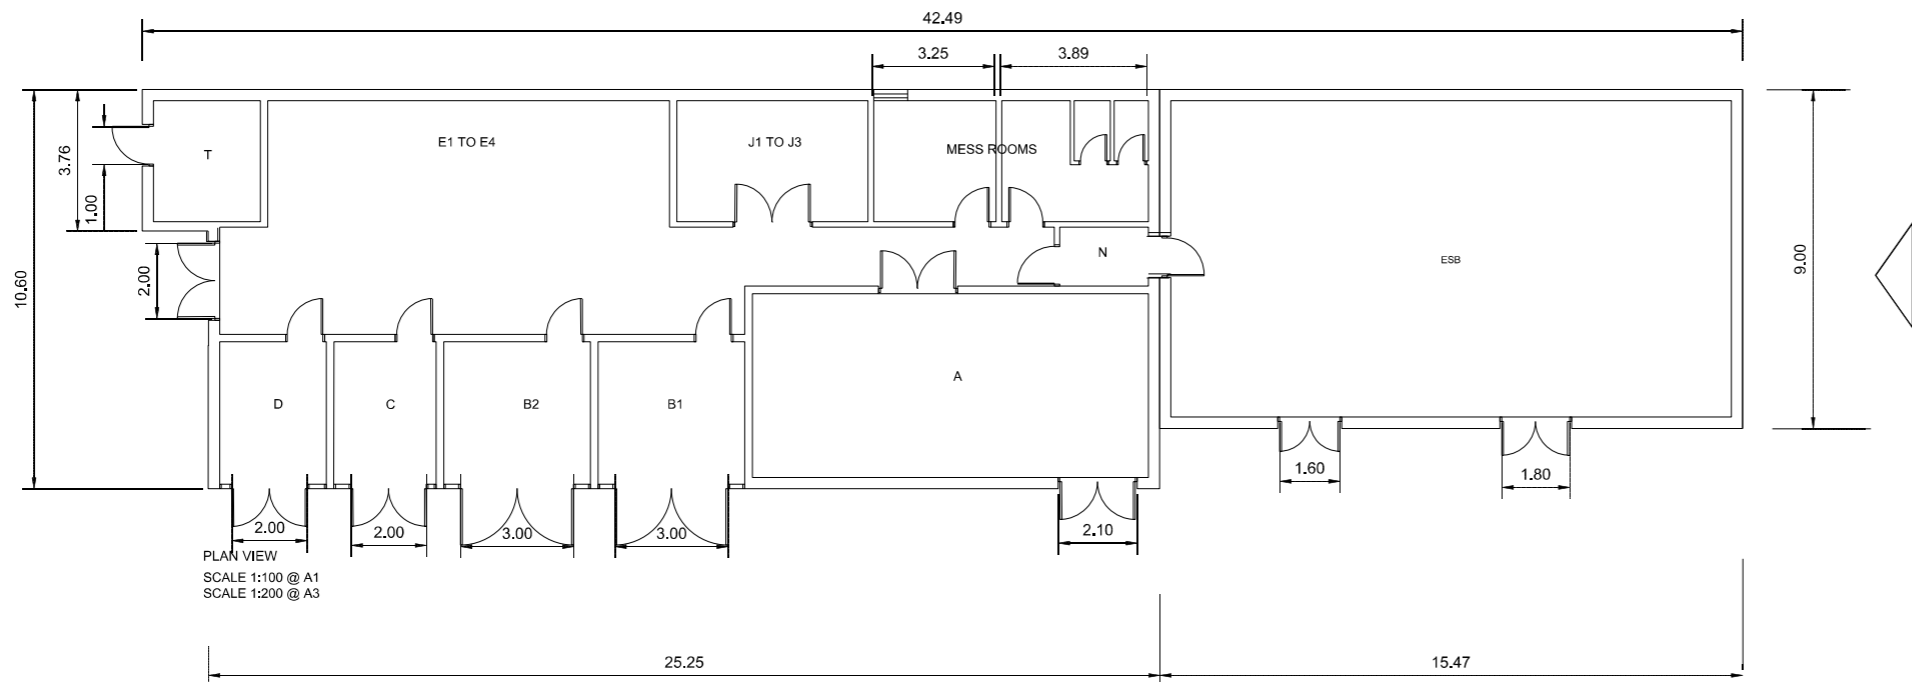 42.49
3.25
3.89
T
E1 TO E4
J1 TO J3
MESS ROOMS
3.76
1.00
N
ESB
9.00
2.00
10.60
A
D
C
B2
B1
1.60
1.80
2.00
2.00
3.00
3.00
2.10
PLAN VIEW
SCALE 1:100 @ A1
SCALE 1:200 @ A3
25.25
15.47